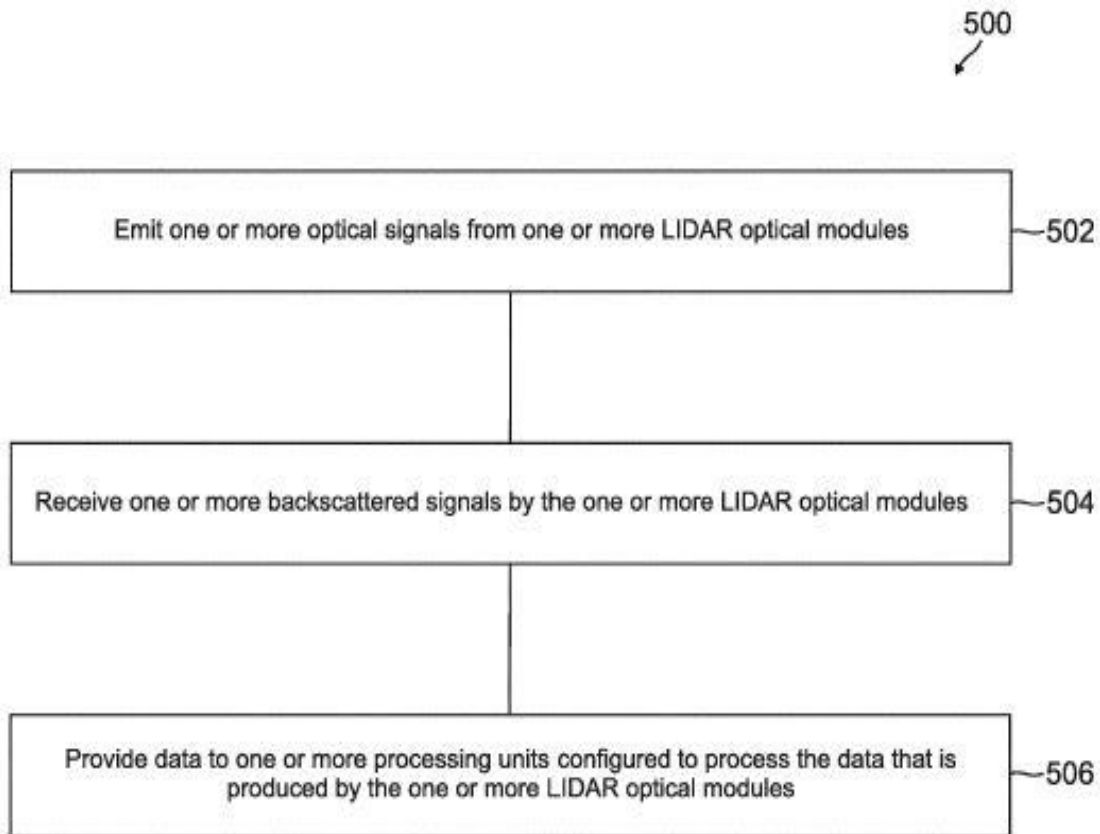 500
Emit one or more optical signals from one or more LIDAR optical modules
502
Receive one or more backscattered signals by the one or more LIDAR optical modules
504
Provide data to one or more processing units configured to process the data that is
produced by the one or more LIDAR optical modules
506